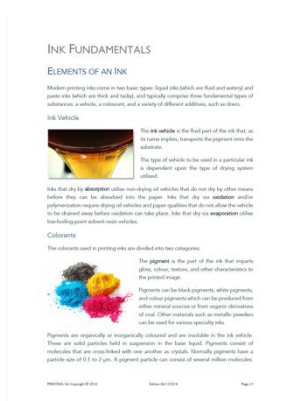 INK FUNDAMENTALS
ELEMENTS OF AN INK
Modern printing inks come in two basic types: liquid inks (which are fluid and watery) and
paste inks (which are thick and tacky), and typically comprise three fundamental types of
substances: a vehicle, a colourant, and a variety of different additives, such as driers.
Ink Vehicle
The ink vehicle is the fluid part of the ink that, as
its name implies, transports the pigment onto the
substrate.
The type of vehicle to be used in a particular ink
is dependent upon the type of drying system
utilised.
Inks that dry by absorption utilise non-drying oil vehicles that do not dry by other means
before they can be absorbed into the paper. Inks that dry via oxidation and/or
polymerization require drying oil vehicles and paper qualities that do not allow the vehicle
to be drained away before oxidation can take place. Inks that dry via evaporation utilise
low-boiling-point solvent-resin vehicles.
Colorants
The colorants used in printing inks are divided into two categories:
The pigment is the part of the ink that imparts
gloss, colour, texture, and other characteristics to
the printed image.
Pigments can be black pigments, white pigments,
and colour pigments which can be produced from
either mineral sources or from organic derivations
of coal. Other materials such as metallic powders
can be used for various speciality inks.
Pigments are organically or inorganically coloured and are insoluble in the ink vehicle.
These are solid particles held in suspension in the base liquid. Pigments consist of
molecules that are cross-linked with one another as crystals. Normally pigments have a
particle size of 0.1 to 2 µm. A pigment particle can consist of several million molecules.